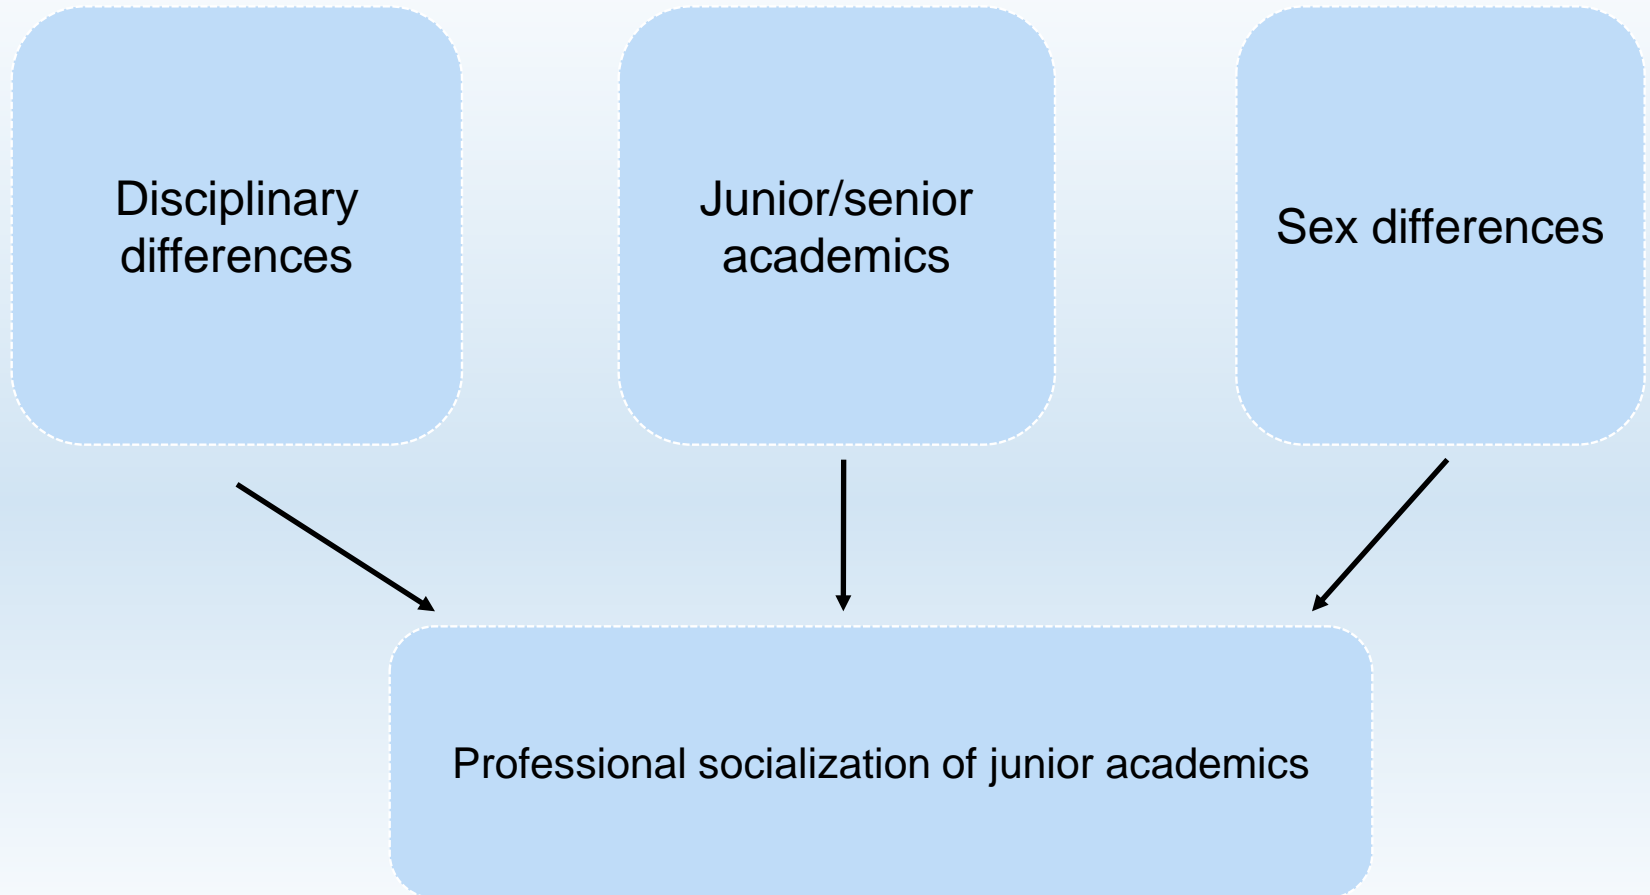 Disciplinary
differences
Junior/senior
academics
Sex differences
Professional socialization of junior academics